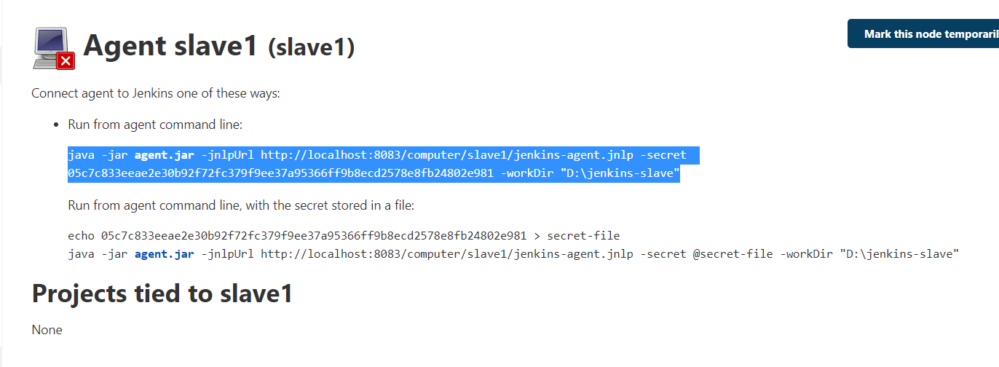 Mark this node temporaril
Agent slave1 (slave1)
Connect agent to Jenkins one of these ways:
Run from agent command line:
java -jar agent.jar -jnlpUrl http://localhost:8083/computer/slave1/jenkins-agent.jnlp -secret
05c7c833eeae2e30b92f72fc379f9ee37a95366ff9b8ecd2578e8fb24802e981 -workDir "D:\jenkins-slave"
Run from agent command line, with the secret stored in a file:
echo 05c7c833eeae2e30b92f72fc379f9ee37a95366ff9b8ecd2578e8fb24802e981 > secret-file
java -jar agent.jar -jnlpUrl http://localhost:8083/computer/slave1/jenkins-agent.jnlp -secret @secret-file -workDir "D:\jenkins-slave"
Projects tied to slave1
None